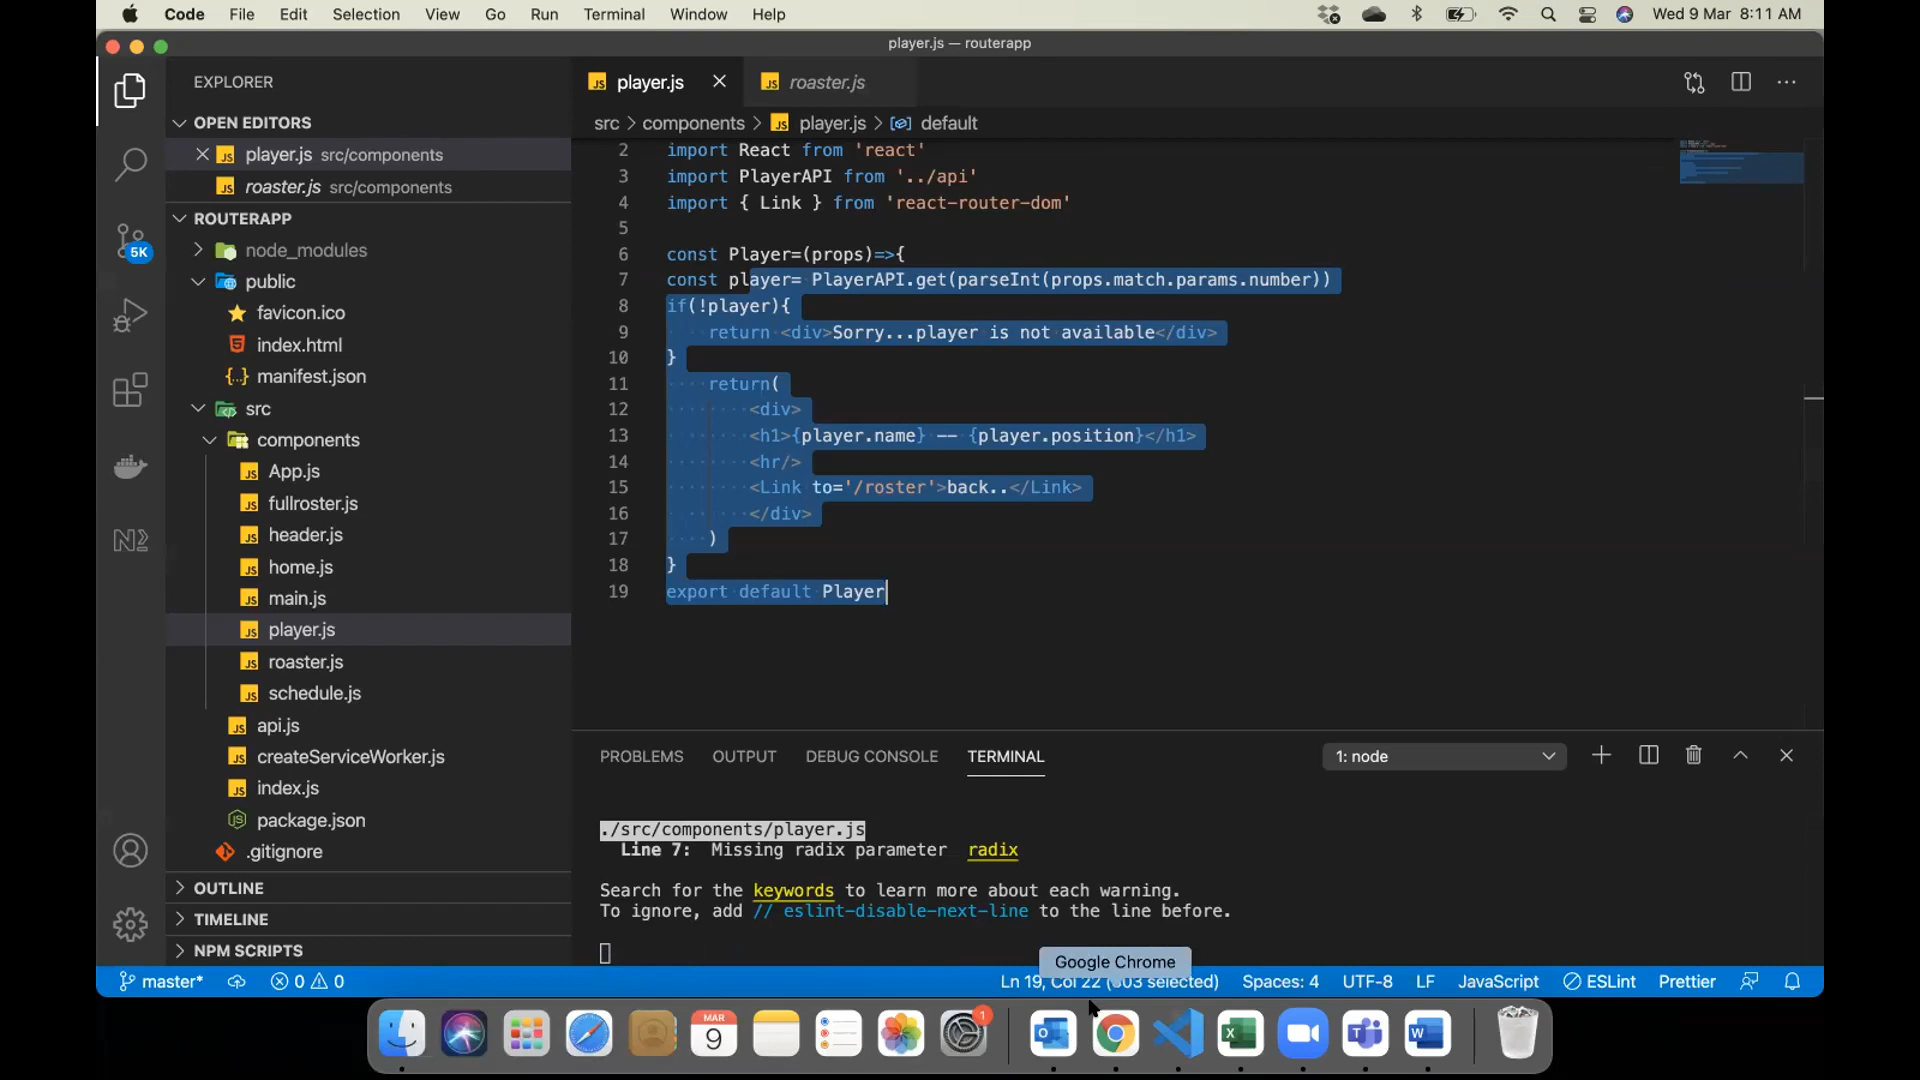 Code File Edit Selection View Go Run Terminal Window Help Wed 9 Mar 8:11 AM
player.js — routerapp
EXPLORER
OPEN EDITORS
player.js src/components
roaster.js src/components
ROUTERAPP
node_modules
public
favicon.ico
index.html
manifest.json
src
components
App.js
fullroster.js
header.js
home.js
main.js
player.js
roaster.js
schedule.js
api.js
createServiceWorker.js
index.js
package.json
.gitignore
OUTLINE
TIMELINE
NPM SCRIPTS
5K
player.js roaster.js
src > components > player.js > default
2 import React from 'react'
3 import PlayerAPI from '../api'
4 import { Link } from 'react-router-dom'
5
6 const Player=(props)=>{
7 const player= PlayerAPI.get(parseInt(props.match.params.number))
8 if(!player){
9 return <div>Sorry...player is not available</div>
10 }
11 return(
12 <div>
13 <h1>{player.name} -- {player.position}</h1>
14 <hr/>
15 <Link to='/roster'>back..</Link>
16 </div>
17 )
18 }
19 export default Player
PROBLEMS OUTPUT DEBUG CONSOLE TERMINAL 1: node
./src/components/player.js
Line 7: Missing radix parameter radix
Search for the keywords to learn more about each warning.
To ignore, add // eslint-disable-next-line to the line before.
Google Chrome
master* 0 0 Ln 19, Col 22 (603 selected) Spaces: 4 UTF-8 LF JavaScript ESLint Prettier
MAR
9
1